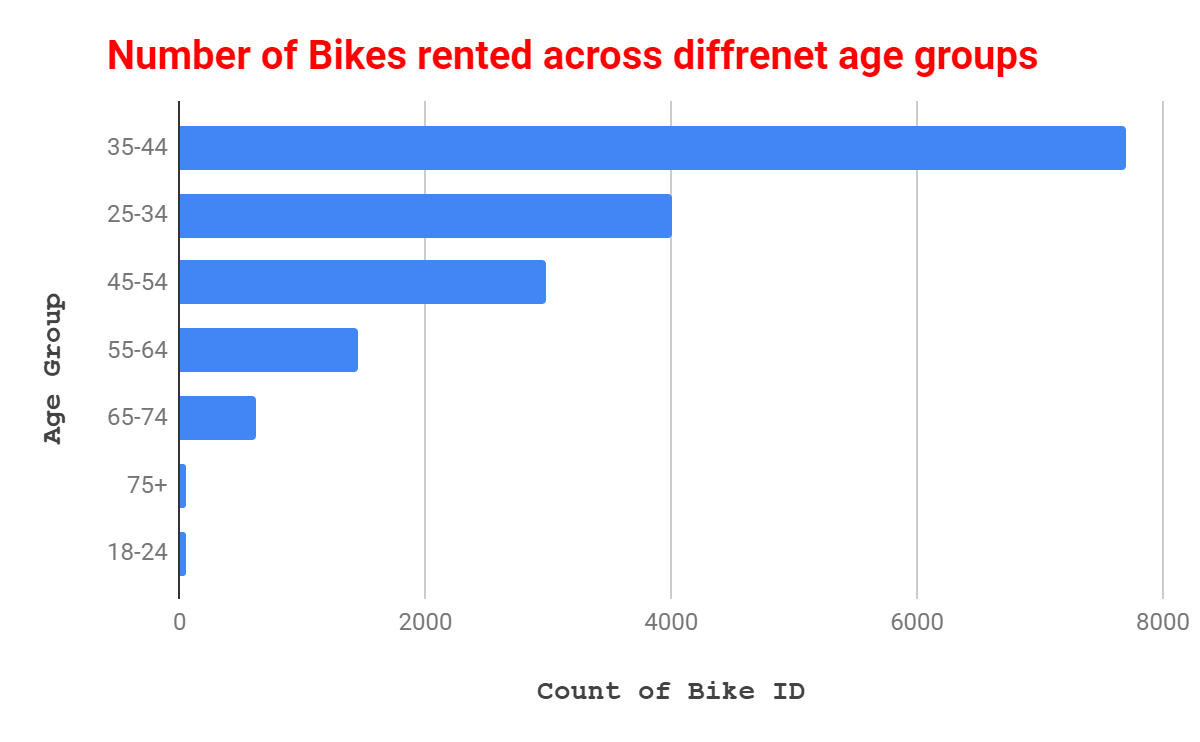 Number of Bikes rented across diffrenet age groups
35-44
25-34
45-54
55-64
65-74
75+
18-24
Age Group
0 2000 4000 6000 8000
Count of Bike ID